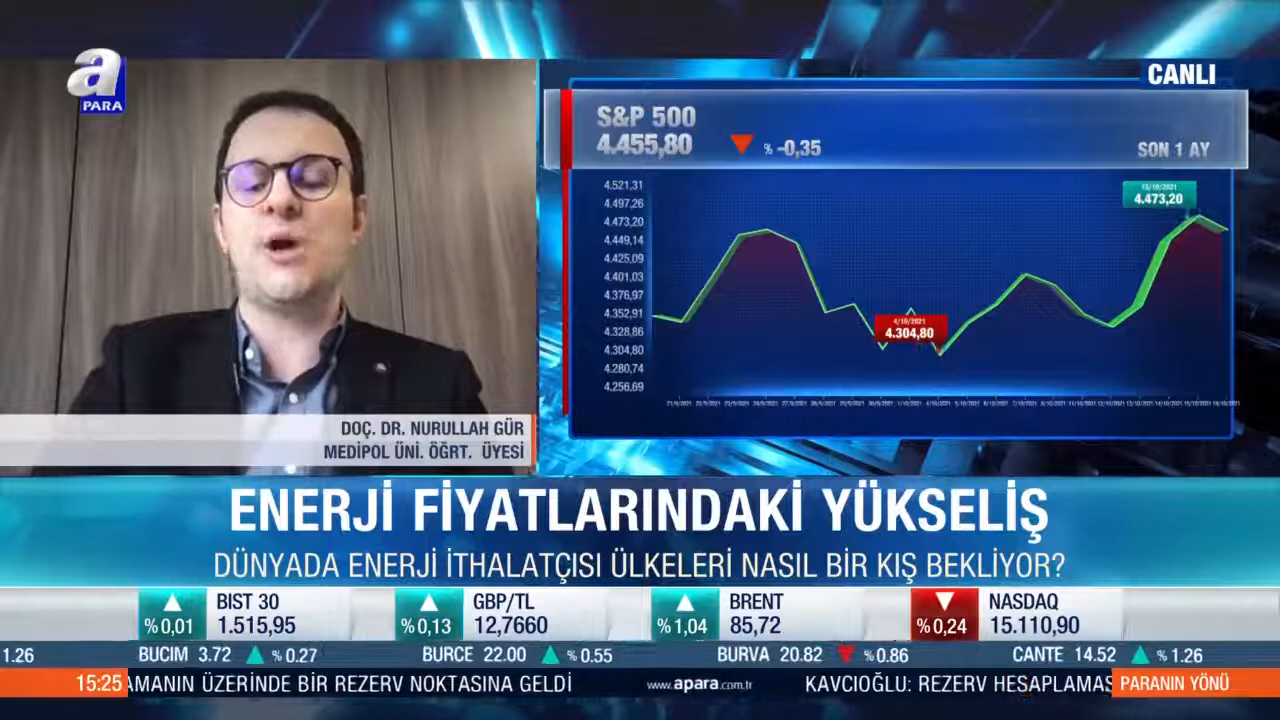 a
PARA
CANLI
S&P 500
4.455,80
% -0,35
SON 1 AY
4.521,31
4.497,26
4.473,20
4.449,14
4.425,09
4.401,03
4.376,97
4.352,91
4.328,86
4.304,80
4.280,74
4.256,69
15/10/2021
4.473,20
4/10/2021
4.304,80
DOÇ. DR. NURULLAH GÜR
MEDİPOL ÜNİ. ÖĞRT. ÜYESİ
ENERJİ FİYATLARINDAKİ YÜKSELİŞ
DÜNYADA ENERJİ İTHALATÇISI ÜLKELERİ NASIL BİR KIŞ BEKLİYOR?
%0,01 BIST 30 1.515,95
%0,13 GBP/TL 12,7660
%1,04 BRENT 85,72
%0,24 NASDAQ 15.110,90
1.26 BUCIM 3.72 %0.27 BURCE 22.00 %0.55 BURVA 20.82 %0.86 CANTE 14.52 %1.26
15:25 AMANIN ÜZERİNDE BİR REZERV NOKTASINA GELDİ www.apara.com.tr KAVCIOĞLU: REZERV HESAPLAMAS PARANIN YÖNÜ